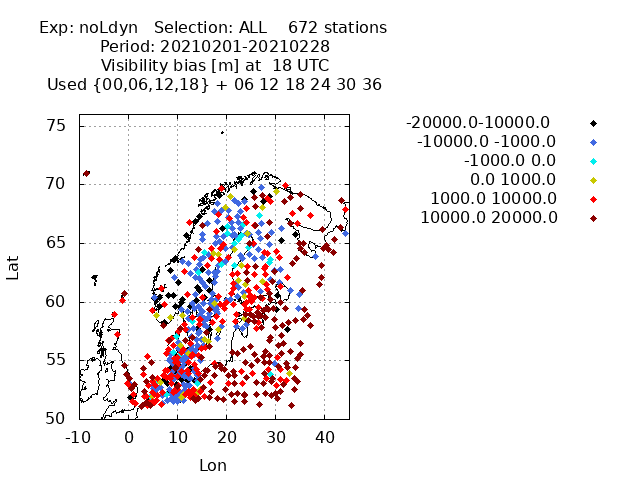 Exp: noLdyn   Selection: ALL    672 stations
Period: 20210201-20210228
Visibility bias [m] at  18 UTC
Used {00,06,12,18} + 06 12 18 24 30 36
-20000.0-10000.0
-10000.0 -1000.0
-1000.0 0.0
0.0 1000.0
1000.0 10000.0
10000.0 20000.0
75
70
65
60
55
50
Lat
-10 0 10 20 30 40
Lon